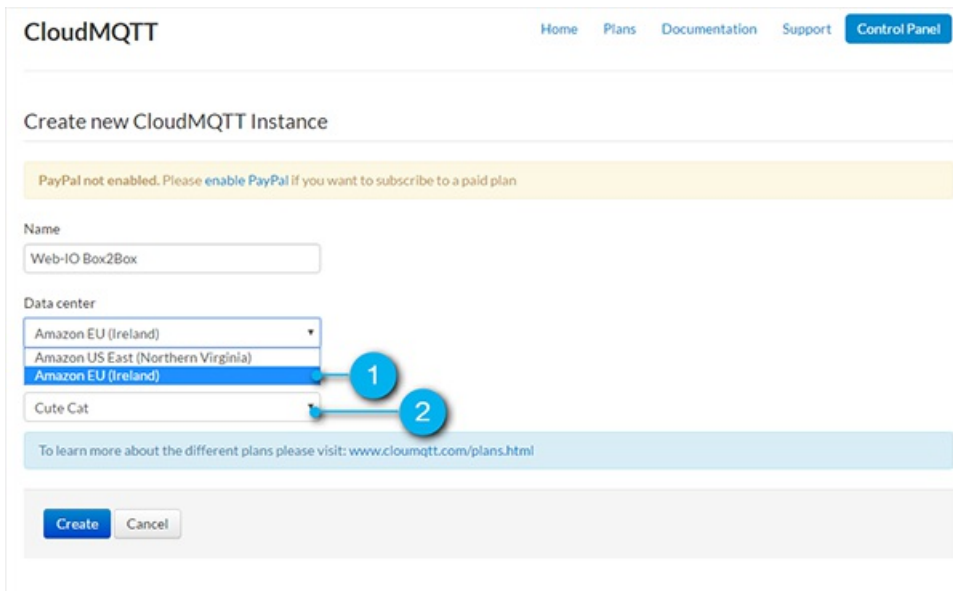 CloudMQTT
Home Plans Documentation Support Control Panel
Create new CloudMQTT Instance
PayPal not enabled. Please enable PayPal if you want to subscribe to a paid plan
Name
Web-IO Box2Box
Data center
Amazon EU (Ireland)
Amazon US East (Northern Virginia)
Amazon EU (Ireland)
1
Cute Cat
2
To learn more about the different plans please visit: www.cloumqtt.com/plans.html
Create Cancel